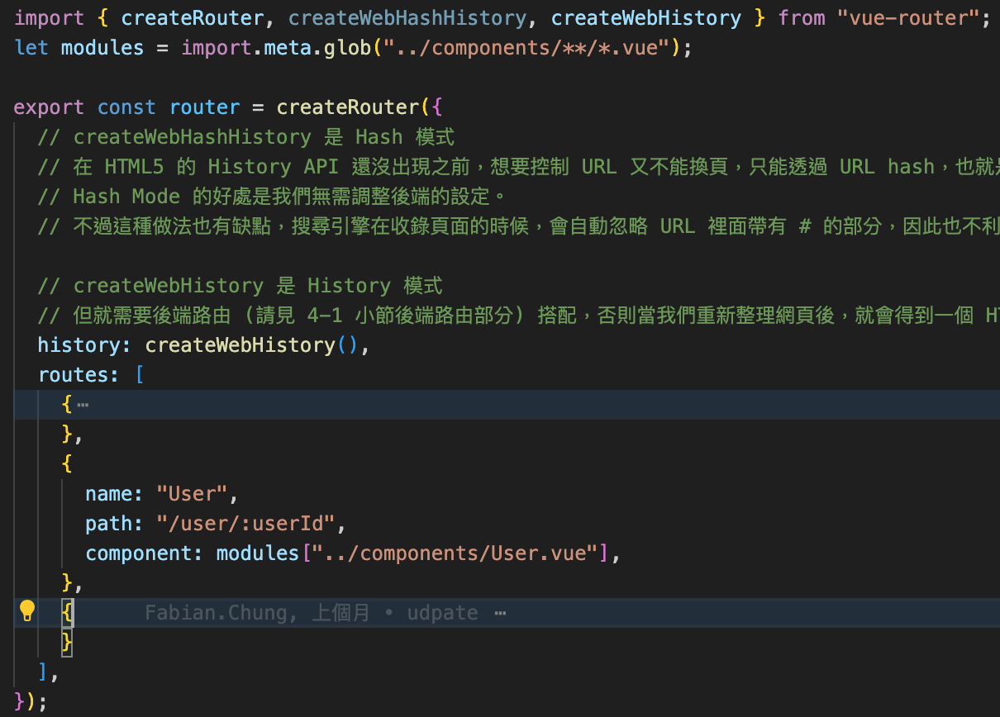 import { createRouter, createWebHashHistory, createWebHistory } from "vue-router";
let modules = import.meta.glob("../components/**/*.vue");
export const router = createRouter({
// createWebHashHistory 是 Hash 模式
// 在 HTML5 的 History API 還沒出現之前，想要控制 URL 又不能換頁，只能透過 URL hash，也就是
// Hash Mode 的好處是我們無需調整後端的設定。
// 不過這種做法也有缺點，搜尋引擎在收錄頁面的時候，會自動忽略 URL 裡面帶有 # 的部分，因此也不利
// createWebHistory 是 History 模式
// 但就需要後端路由 (請見 4-1 小節後端路由部分) 搭配，否則當我們重新整理網頁後，就會得到一個 HT
history: createWebHistory(),
routes: [
{ ⋯
},
{
name: "User",
path: "/user/:userId",
component: modules["../components/User.vue"],
},
{ Fabian.Chung, 上個月 • udpate ⋯
}
],
});